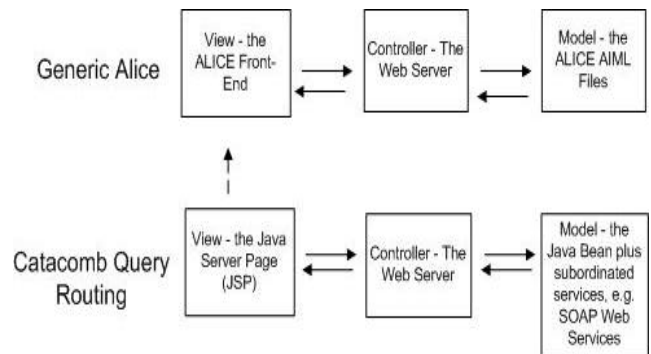 Generic Alice
View - the
ALICE Front-
End
Controller - The
Web Server
Model - the
ALICE AIML
Files
Catacomb Query
Routing
View - the Java
Server Page
(JSP)
Controller - The
Web Server
Model - the
Java Bean plus
subordinated
services, e.g.
SOAP Web
Services